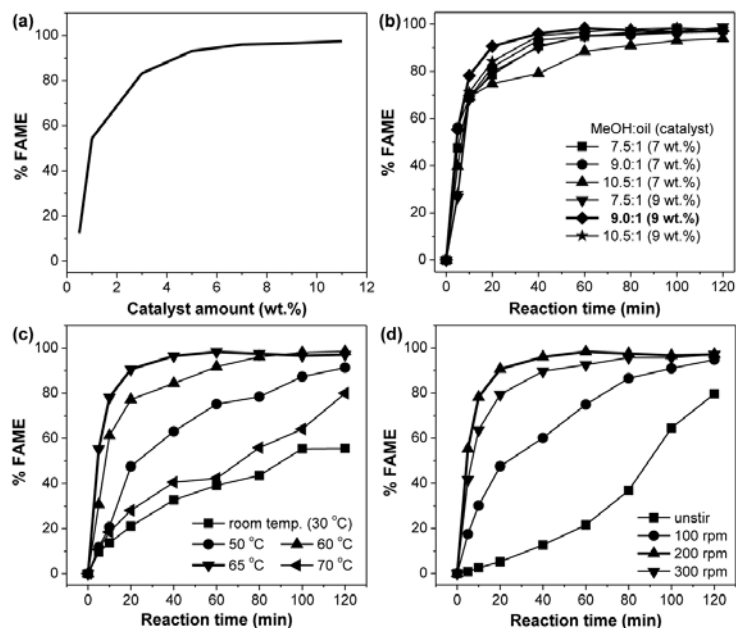 (a)
100
80
60
40
20
0
% FAME
0 2 4 6 8 10 12
Catalyst amount (wt.%)
(b)
100
80
60
40
20
0
% FAME
MeOH:oil (catalyst)
7.5:1 (7 wt.%)
9.0:1 (7 wt.%)
10.5:1 (7 wt.%)
7.5:1 (9 wt.%)
9.0:1 (9 wt.%)
10.5:1 (9 wt.%)
0 20 40 60 80 100 120
Reaction time (min)
(c)
100
80
60
40
20
0
% FAME
room temp. (30 °C)
50 °C 60 °C
65 °C 70 °C
0 20 40 60 80 100 120
Reaction time (min)
(d)
100
80
60
40
20
0
% FAME
unstir
100 rpm
200 rpm
300 rpm
0 20 40 60 80 100 120
Reaction time (min)